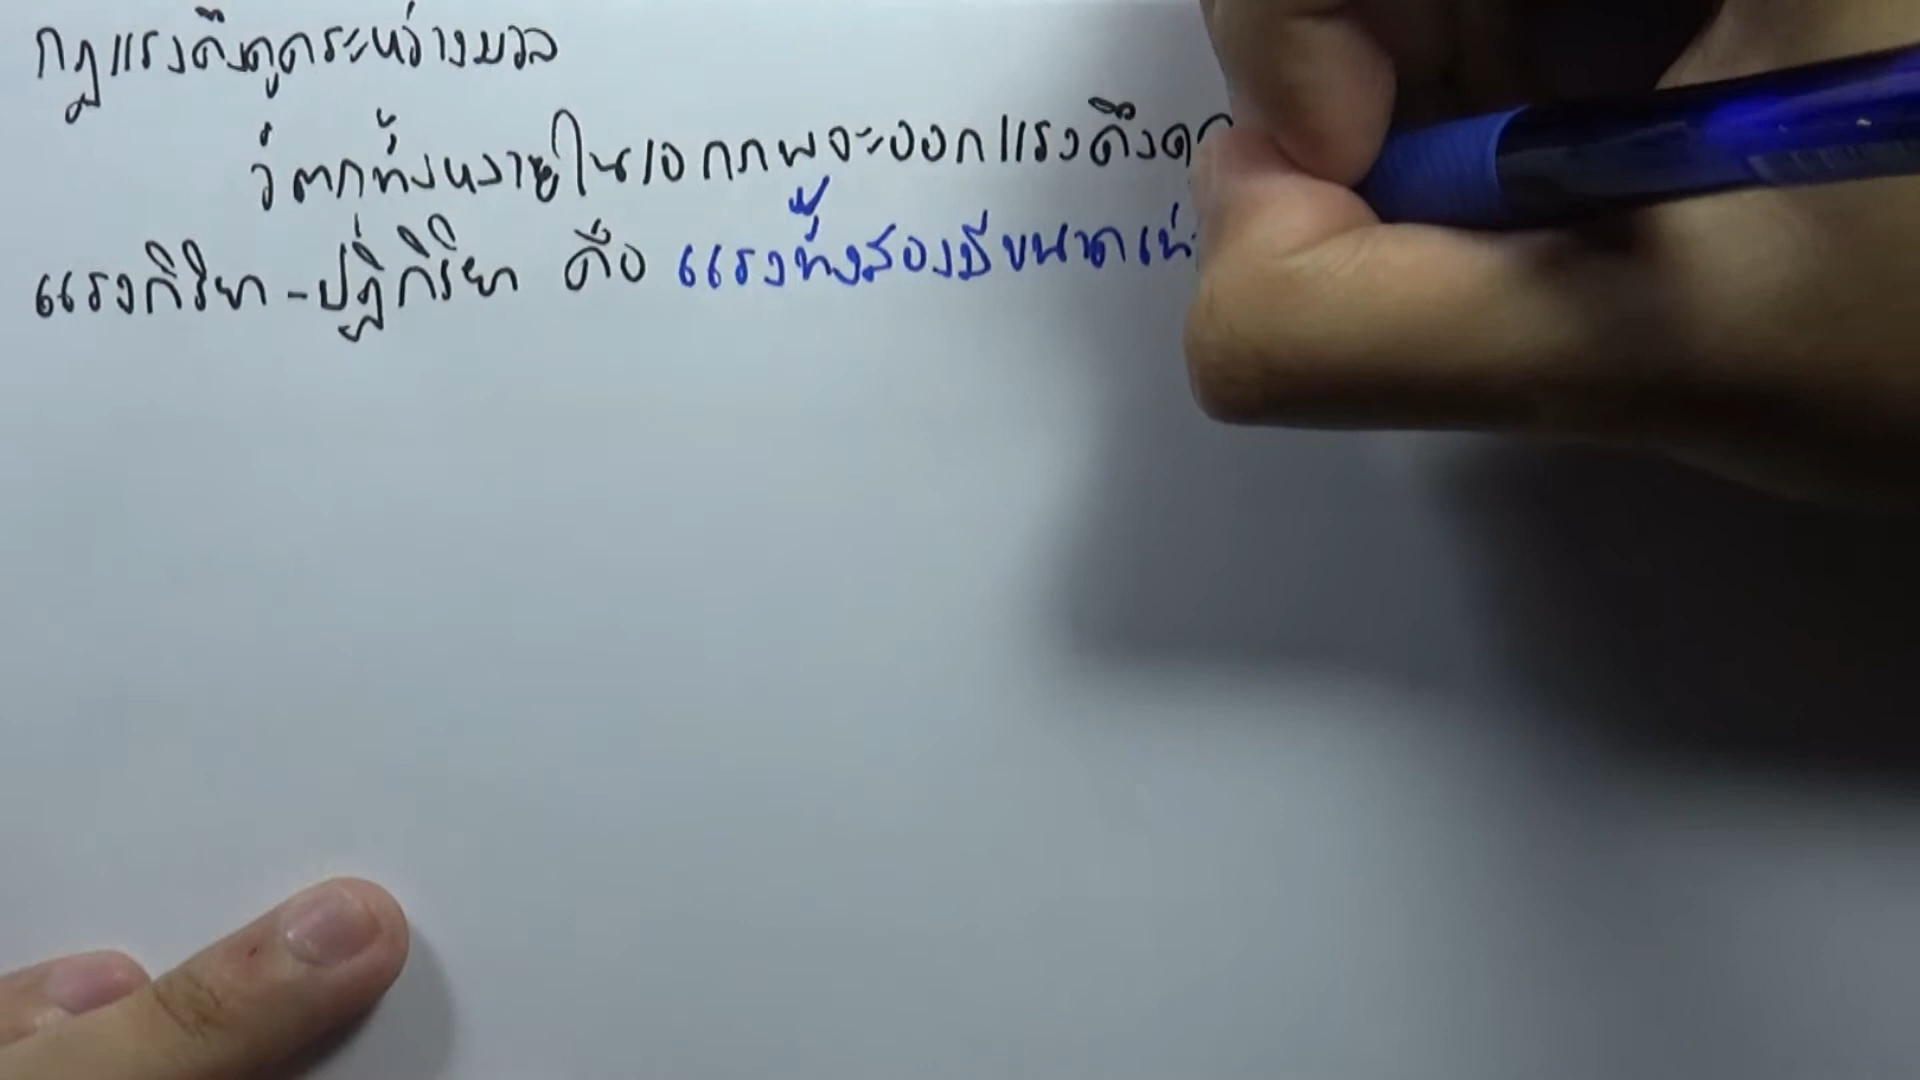 กฎแรงดึงดูดระหว่างมวล
วัตถุทั้งหลายในเอกภพจะออกแรงดึงดู
แรงกิริยา-ปฏิกิริยา คือ แรงทั้งสองมีขนาดเท่